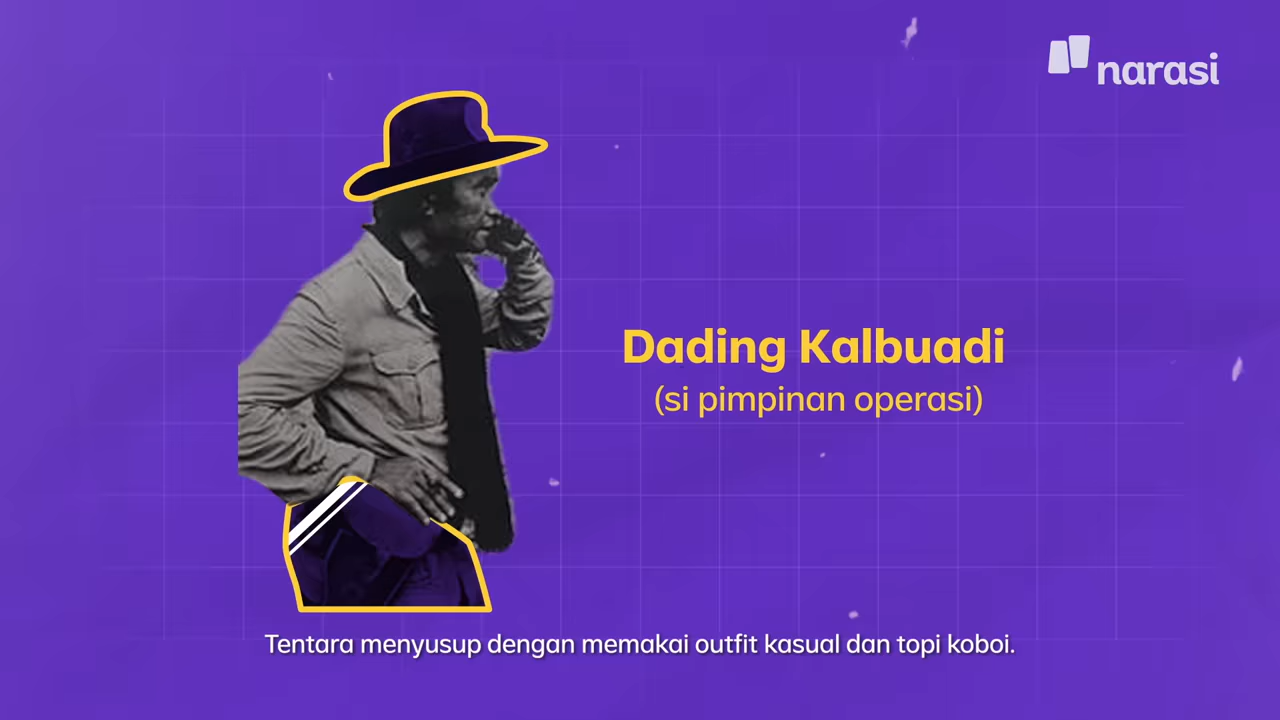 narasi
Dading Kalbuadi
(si pimpinan operasi)
Tentara menyusup dengan memakai outfit kasual dan topi koboi.